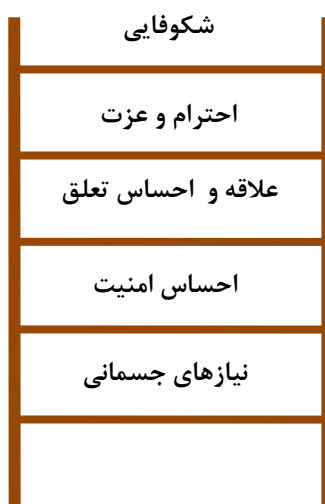 شکوفایی
احترام و عزت
علاقه و احساس تعلق
احساس امنیت
نیازهای جسمانی